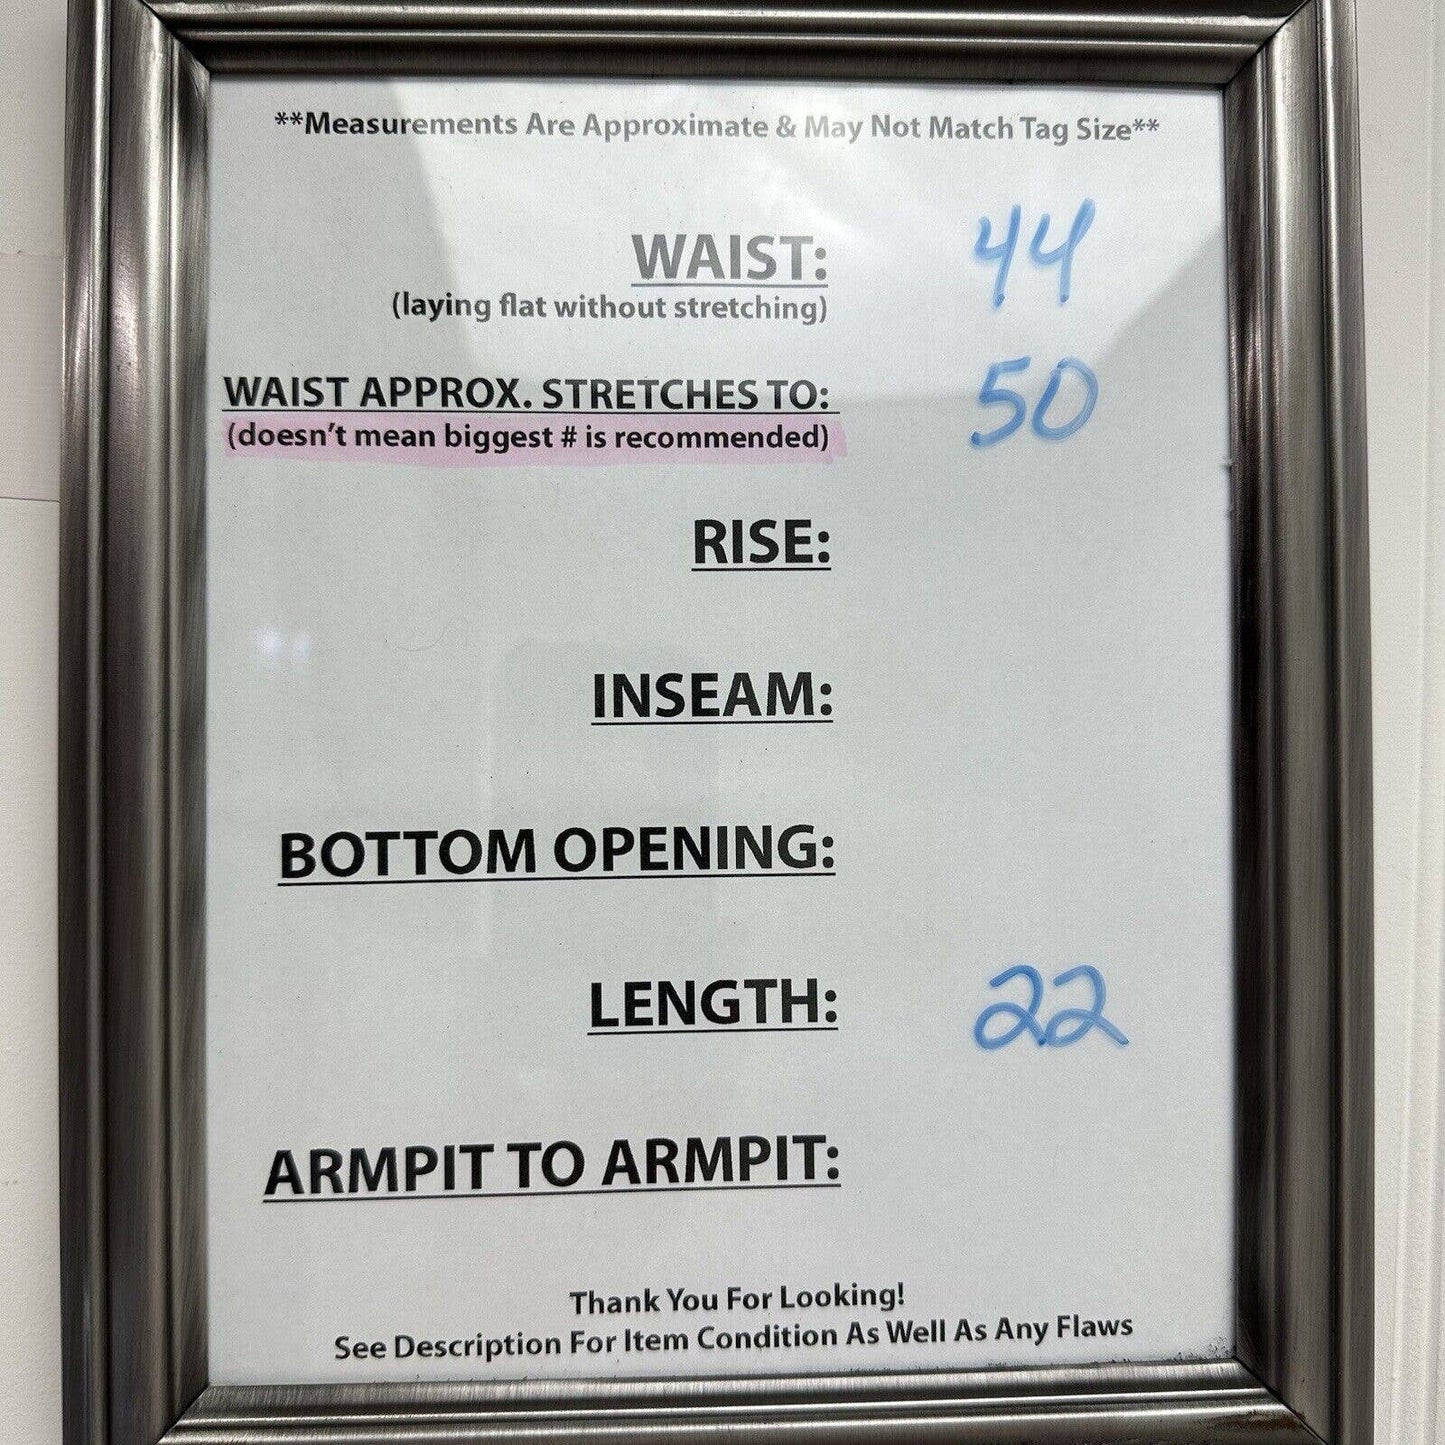 **Measurements Are Approximate & May Not Match Tag Size**
WAIST: 44
(laying flat without stretching)
WAIST APPROX. STRETCHES TO: 50
(doesn't mean biggest # is recommended)
RISE:
INSEAM:
BOTTOM OPENING:
LENGTH: 22
ARMPIT TO ARMPIT:
Thank You For Looking!
See Description For Item Condition As Well As Any Flaws